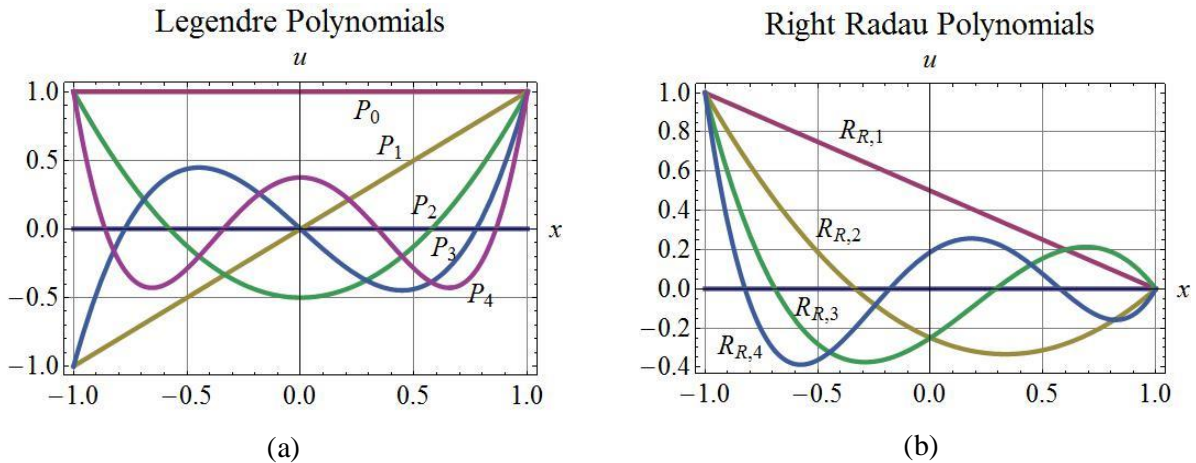 Legendre Polynomials
u
1.0
0.5
0.0
−0.5
−1.0
−1.0 −0.5 0.0 0.5 1.0
x
P0
P1
P2
P3
P4
(a)
Right Radau Polynomials
u
1.0
0.8
0.6
0.4
0.2
0.0
−0.2
−0.4
−1.0 −0.5 0.0 0.5 1.0
x
RR,1
RR,2
RR,3
RR,4
(b)